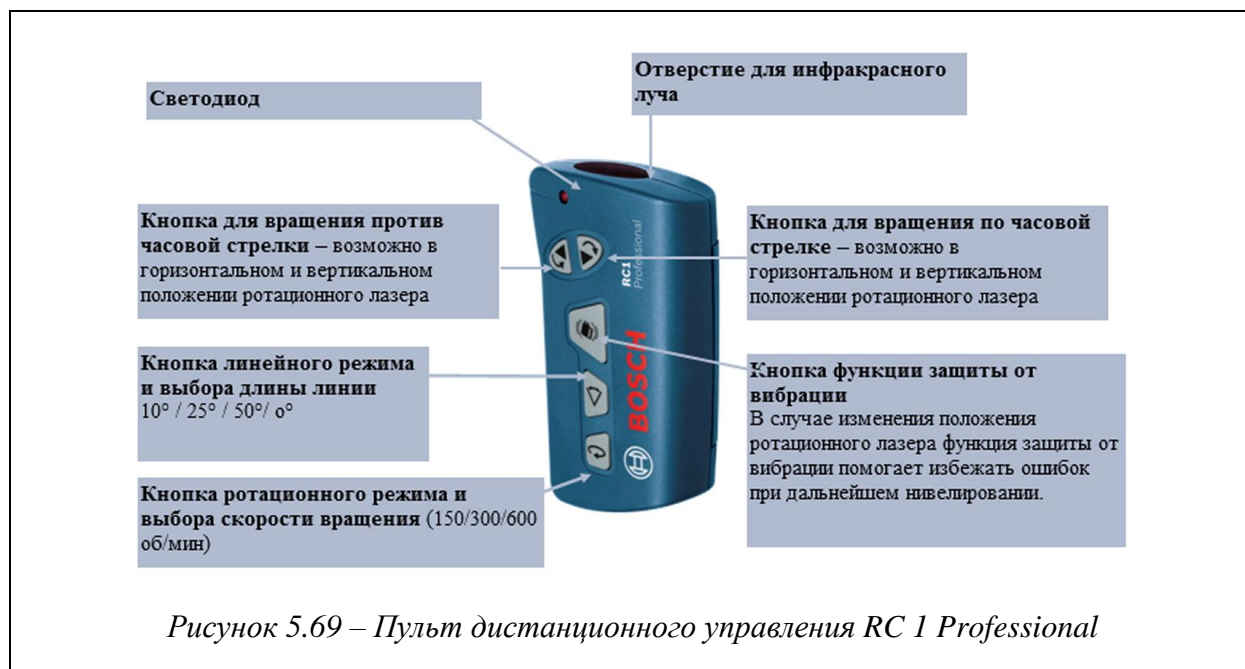 Светодиод
Отверстие для инфракрасного
луча
Кнопка для вращения против
часовой стрелки – возможно в
горизонтальном и вертикальном
положении ротационного лазера
Кнопка для вращения по часовой
стрелке – возможно в
горизонтальном и вертикальном
положении ротационного лазера
RC1
Professional
BOSCH
Кнопка линейного режима
и выбора длины линии
10° / 25° / 50°/ о°
Кнопка функции защиты от
вибрации
В случае изменения положения
ротационного лазера функция защиты от
вибрации помогает избежать ошибок
при дальнейшем нивелировании.
Кнопка ротационного режима и
выбора скорости вращения (150/300/600
об/мин)
Рисунок 5.69 – Пульт дистанционного управления RC 1 Professional